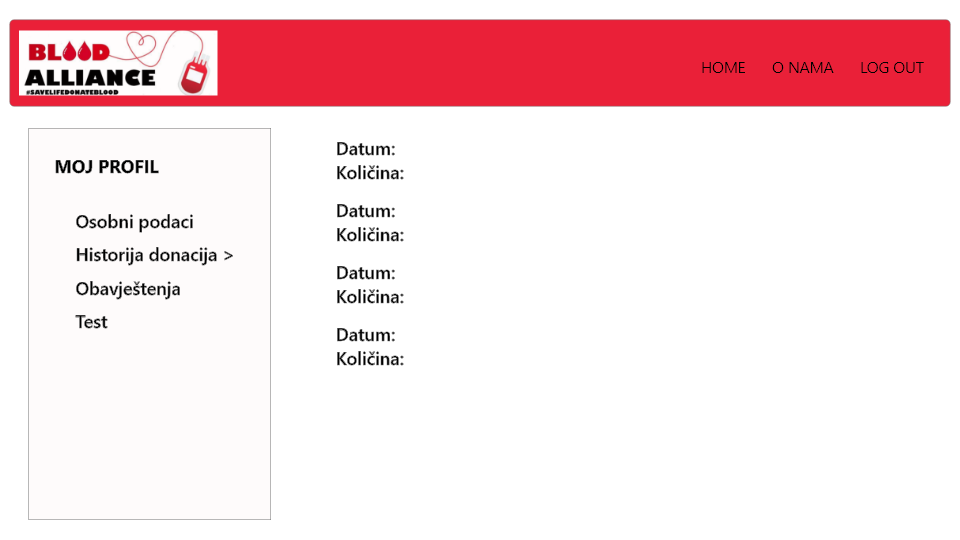 BLOOD
ALLIANCE
#SAVELIFEDONATEBLOOD
HOME O NAMA LOG OUT
MOJ PROFIL
Osobni podaci
Historija donacija >
Obavještenja
Test
Datum:
Količina:
Datum:
Količina:
Datum:
Količina:
Datum:
Količina: